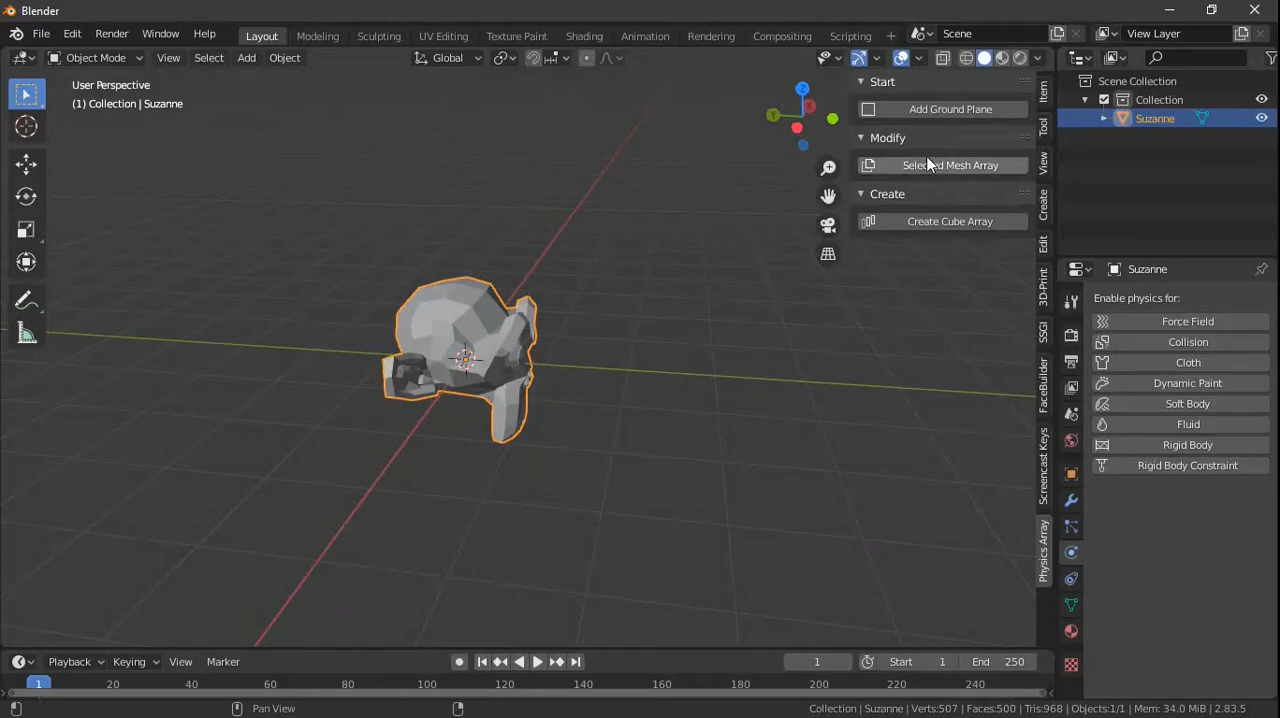 Blender
File Edit Render Window Help Layout Modeling Sculpting UV Editing Texture Paint Shading Animation Rendering Compositing Scripting + Scene View Layer
Object Mode View Select Add Object Global
User Perspective
(1) Collection | Suzanne
Start
Add Ground Plane
Modify
Selected Mesh Array
Create
Create Cube Array
Z
Y
X
Item
Tool
View
Create
Edit
3D-Print
SSGI
FaceBuilder
Screencast Keys
Physics Array
Scene Collection
Collection
Suzanne
Suzanne
Enable physics for:
Force Field
Collision
Cloth
Dynamic Paint
Soft Body
Fluid
Rigid Body
Rigid Body Constraint
Playback Keying View Marker 1 Start 1 End 250
1 20 40 60 80 100 120 140 160 180 200 220 240
Pan View Collection | Suzanne | Verts:507 | Faces:500 | Tris:968 | Objects:1/1 | Mem: 34.0 MiB | 2.83.5